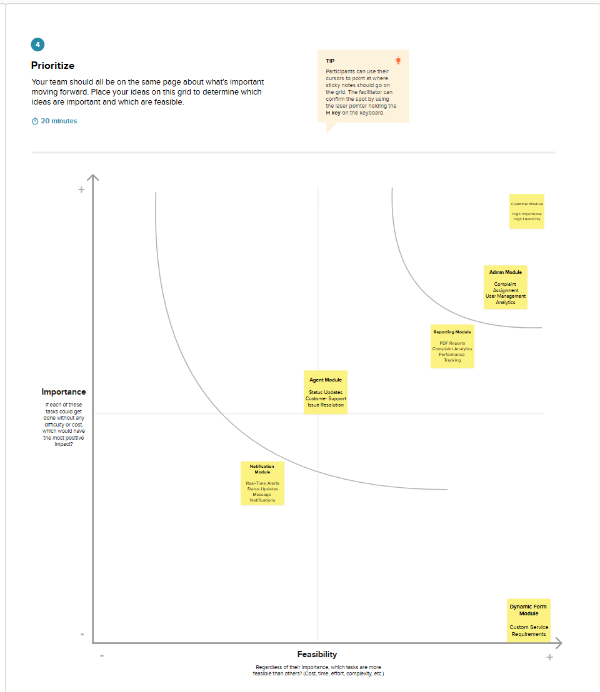 4
Prioritize
Your team should all be on the same page about what's important
moving forward. Place your ideas on this grid to determine which
ideas are important and which are feasible.
20 minutes
TIP
Participants can use their
cursors to point at where
sticky notes should go on
the grid. The facilitator can
confirm the spot by using
the laser pointer holding the
H key on the keyboard.
+
Importance
If each of these
tasks could get
done without any
difficulty or cost,
which would have
the most positive
impact?
-
Customer Module
High Importance
High Feasibility
Admin Module
Complaint
Assignment
User Management
Analytics
Reporting Module
PDF Reports
Complaint Analytics
Performance
Tracking
Agent Module
Status Updates
Customer Support
Issue Resolution
Notification
Module
Real-Time Alerts
Status Updates
Message
Notifications
Dynamic Form
Module
Custom Service
Requirements
-
Feasibility
+
Regardless of their importance, which tasks are more
feasible than others? (Cost, time, effort, complexity, etc.)